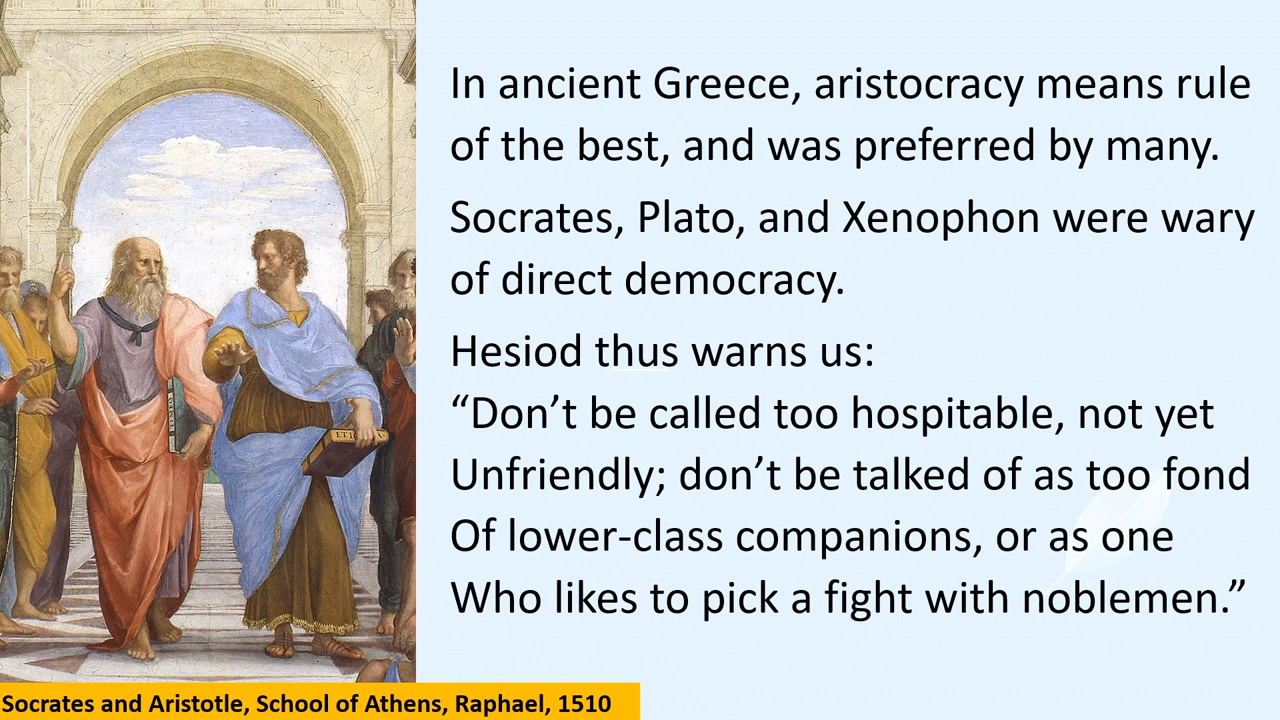 In ancient Greece, aristocracy means rule
of the best, and was preferred by many.
Socrates, Plato, and Xenophon were wary
of direct democracy.
Hesiod thus warns us:
“Don’t be called too hospitable, not yet
Unfriendly; don’t be talked of as too fond
Of lower-class companions, or as one
Who likes to pick a fight with noblemen.”
ETICA
Socrates and Aristotle, School of Athens, Raphael, 1510